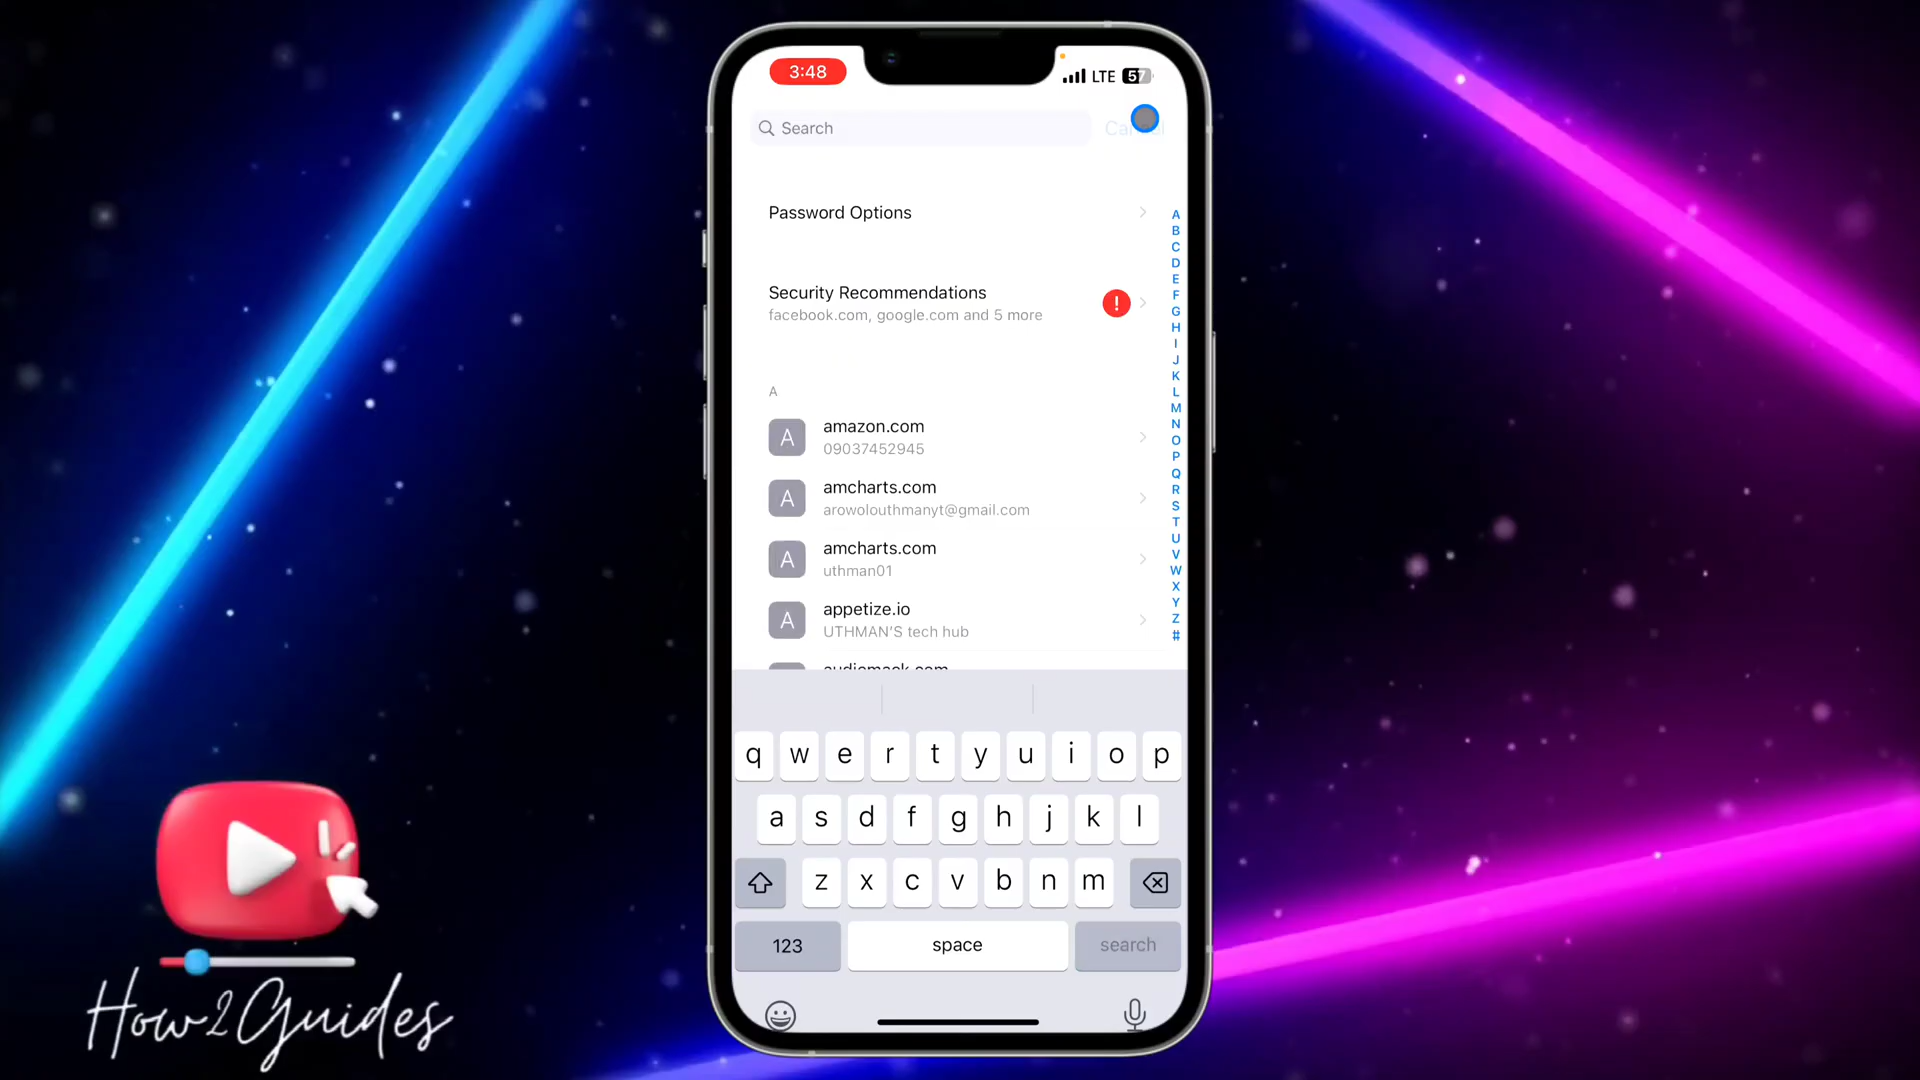 3:48
LTE 57
Search
Password Options
Security Recommendations
facebook.com, google.com and 5 more
A
A amazon.com
09037452945
A amcharts.com
arowolouthmanyt@gmail.com
A amcharts.com
uthman01
A appetize.io
UTHMAN'S tech hub
A
B
C
D
E
F
G
H
I
J
K
L
M
N
O
P
Q
R
S
T
U
V
W
X
Y
Z
#
q w e r t y u i o p
a s d f g h j k l
z x c v b n m
123 space search
How2Guides